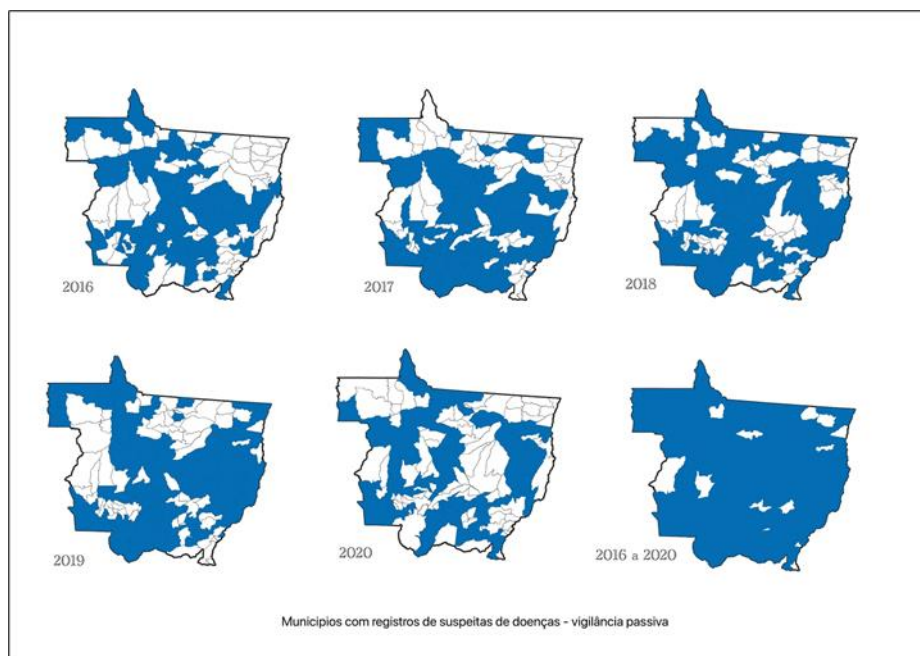 2016
2017
2018
2019
2020
2016 a 2020
Municípios com registros de suspeitas de doenças - vigilância passiva